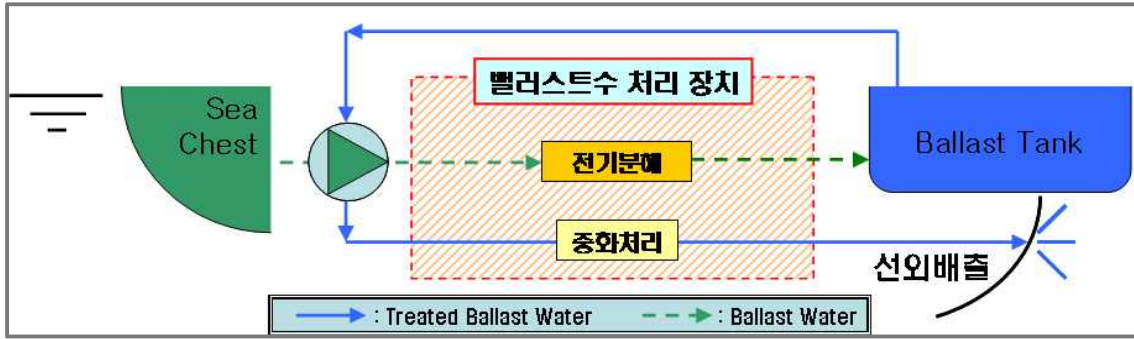 뺄러스트수 처리 장치
Sea
Chest
Ballast Tank
전기분해
중화처리
선외배출
: Treated Ballast Water
: Ballast Water